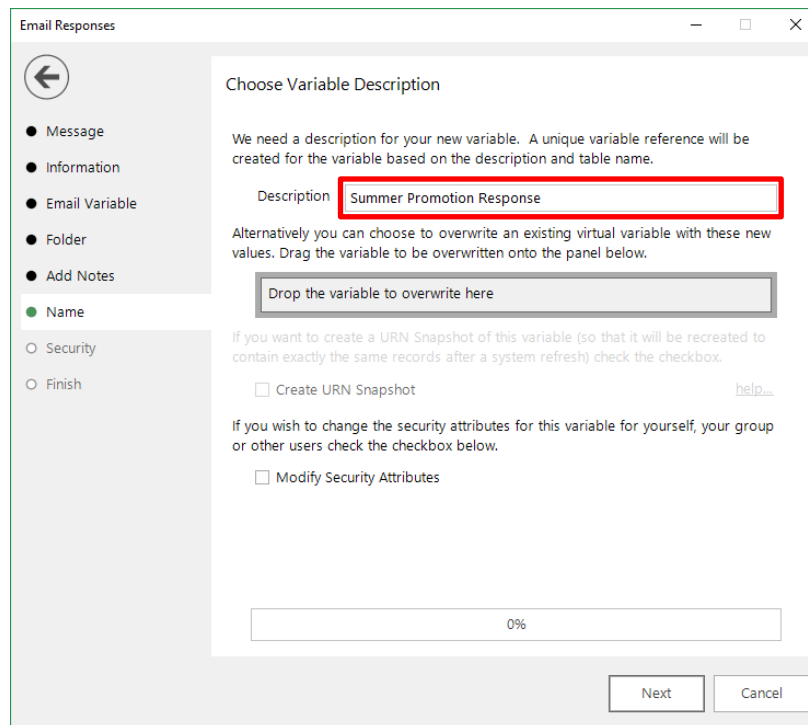 Email Responses
Message
Information
Email Variable
Folder
Add Notes
Name
Security
Finish
Choose Variable Description
We need a description for your new variable. A unique variable reference will be
created for the variable based on the description and table name.
Description Summer Promotion Response
Alternatively you can choose to overwrite an existing virtual variable with these new
values. Drag the variable to be overwritten onto the panel below.
Drop the variable to overwrite here
If you want to create a URN Snapshot of this variable (so that it will be recreated to
contain exactly the same records after a system refresh) check the checkbox.
Create URN Snapshot help...
If you wish to change the security attributes for this variable for yourself, your group
or other users check the checkbox below.
Modify Security Attributes
0%
Next Cancel